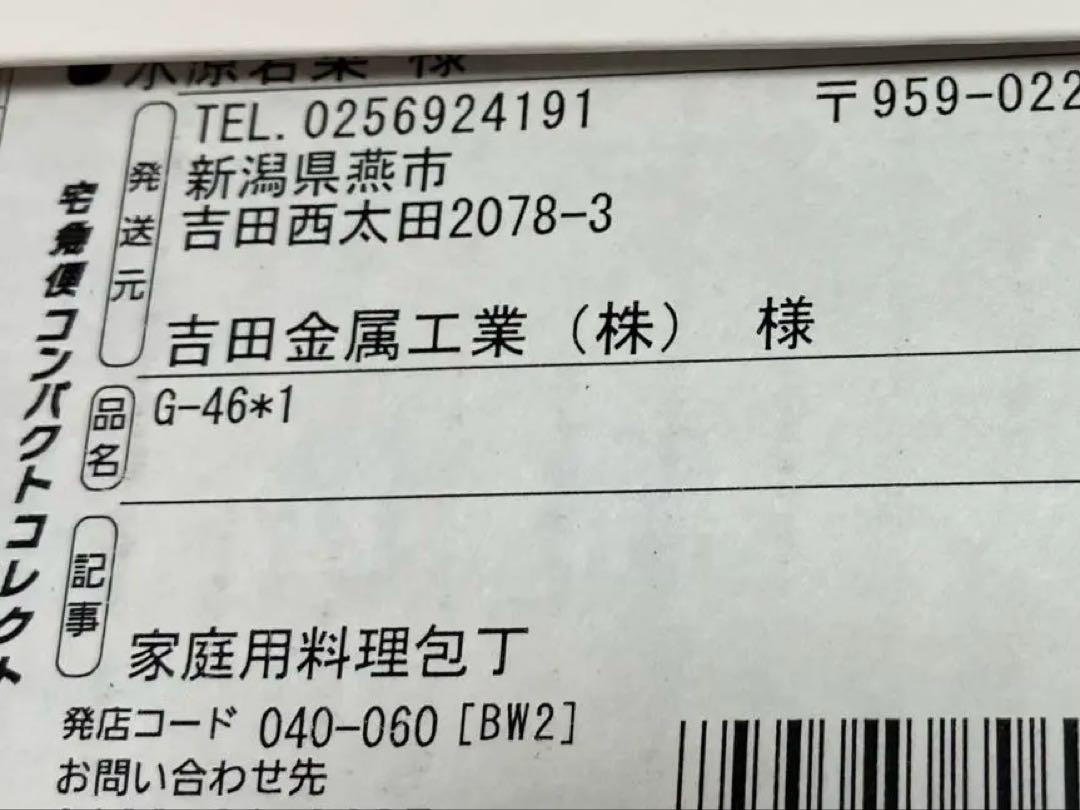 様
TEL. 0256924191
〒959-022
発送元
新潟県燕市
吉田西太田2078-3
吉田金属工業（株） 様
宅急便コンパクトコレクト
品名
G-46*1
記事
家庭用料理包丁
発店コード 040-060 [BW2]
お問い合わせ先